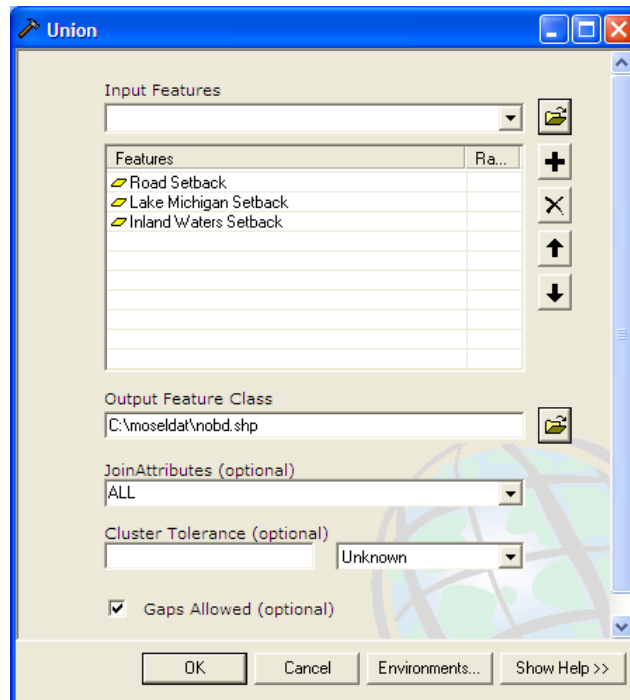 Union
Input Features
Features Ra...
Road Setback
Lake Michigan Setback
Inland Waters Setback
Output Feature Class
C:\moseldat\nobd.shp
JoinAttributes (optional)
ALL
Cluster Tolerance (optional)
Unknown
Gaps Allowed (optional)
OK Cancel Environments... Show Help >>